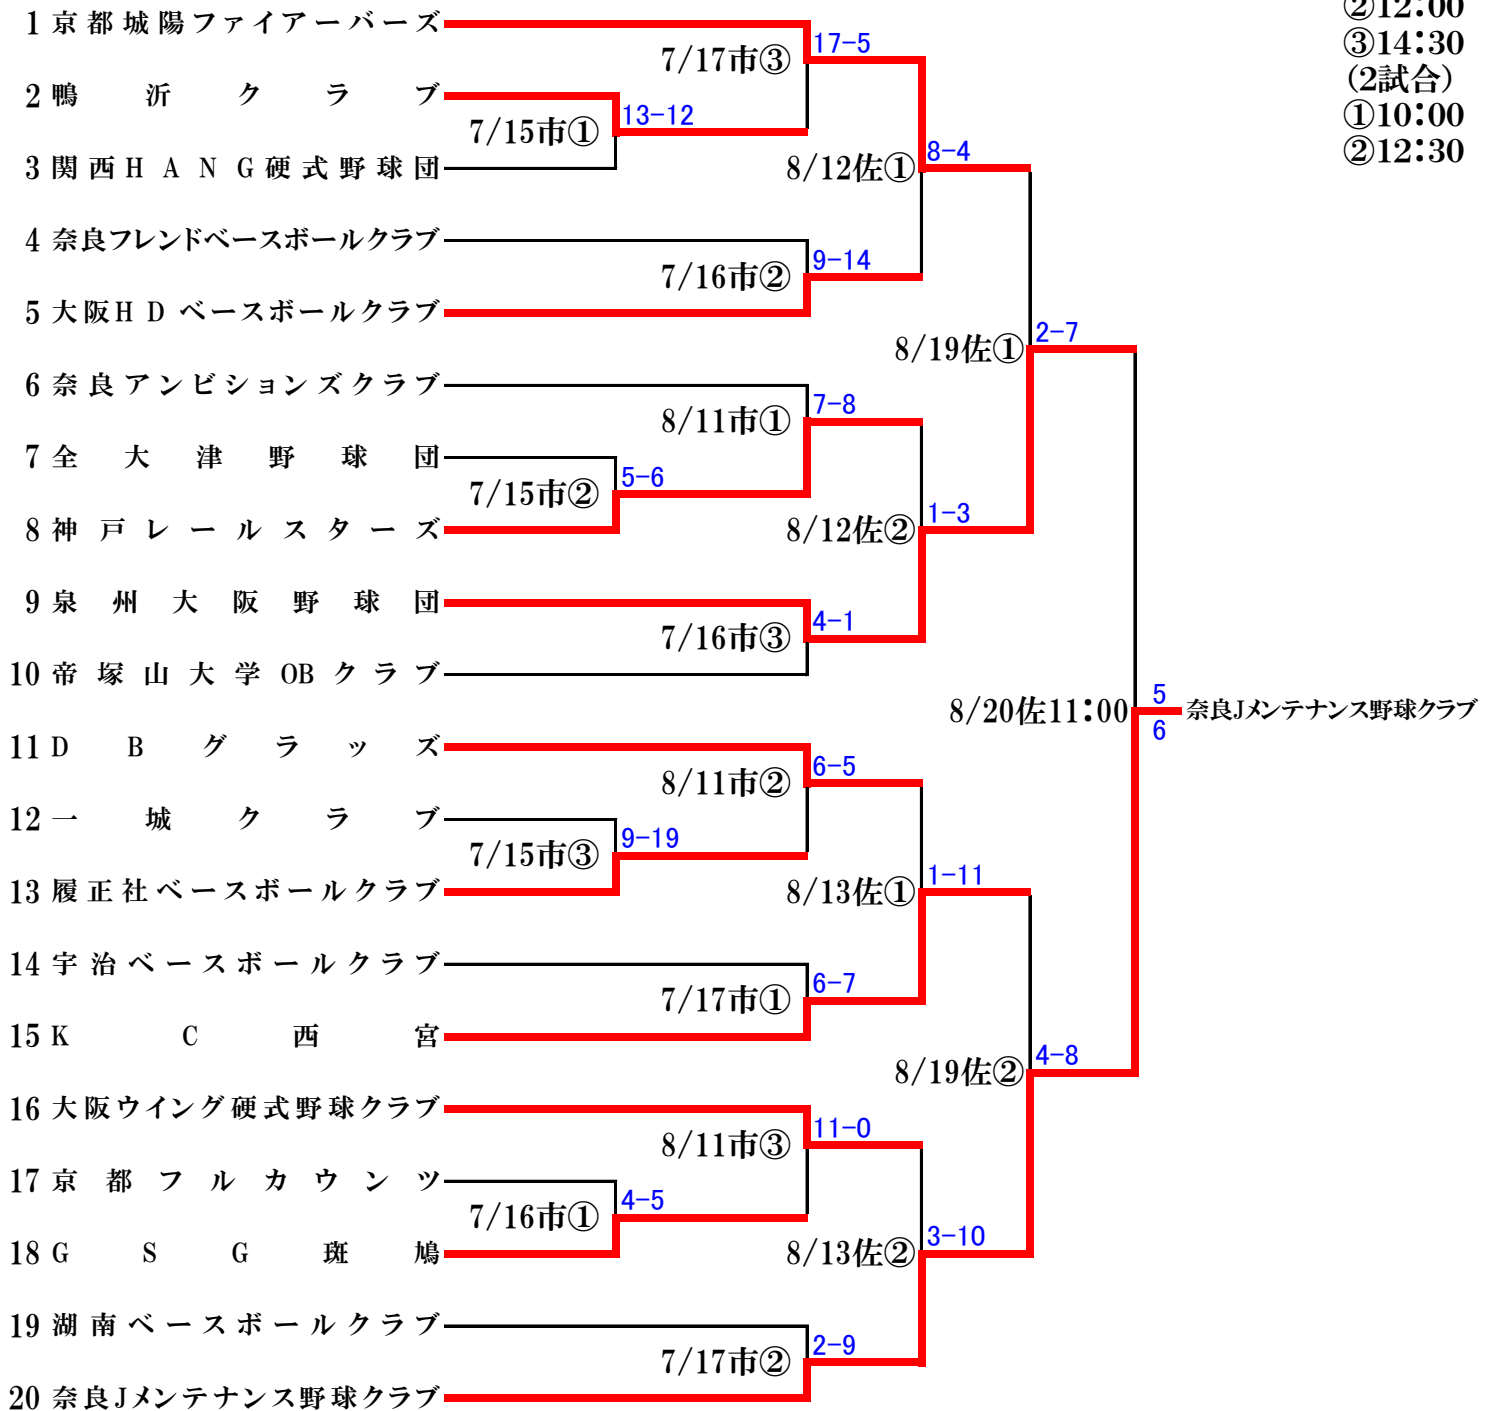 ②12:00
1 京都城陽ファイアーバーズ
17-5
③14:30
7/17市③
(2試合)
2 鴨沂クラブ
13-12
①10:00
7/15市①
8-4
②12:30
3 関西HANG硬式野球団
8/12佐①
4 奈良フレンドベースボールクラブ
9-14
7/16市②
5 大阪HDベースボールクラブ
2-7
8/19佐①
6 奈良アンビションズクラブ
7-8
8/11市①
7 全大津野球団
5-6
7/15市②
1-3
8 神戸レールスターズ
8/12佐②
9 泉州大阪野球団
4-1
7/16市③
10 帝塚山大学OBクラブ
5
8/20佐11:00
奈良Jメンテナンス野球クラブ
6
11 DBグラッズ
6-5
8/11市②
12 一城クラブ
9-19
7/15市③
1-11
13 履正社ベースボールクラブ
8/13佐①
14 宇治ベースボールクラブ
6-7
7/17市①
15 KC西宮
4-8
8/19佐②
16 大阪ウイング硬式野球クラブ
11-0
8/11市③
17 京都フルカウンツ
4-5
7/16市①
3-10
18 GSG斑鳩
8/13佐②
19 湖南ベースボールクラブ
2-9
7/17市②
20 奈良Jメンテナンス野球クラブ